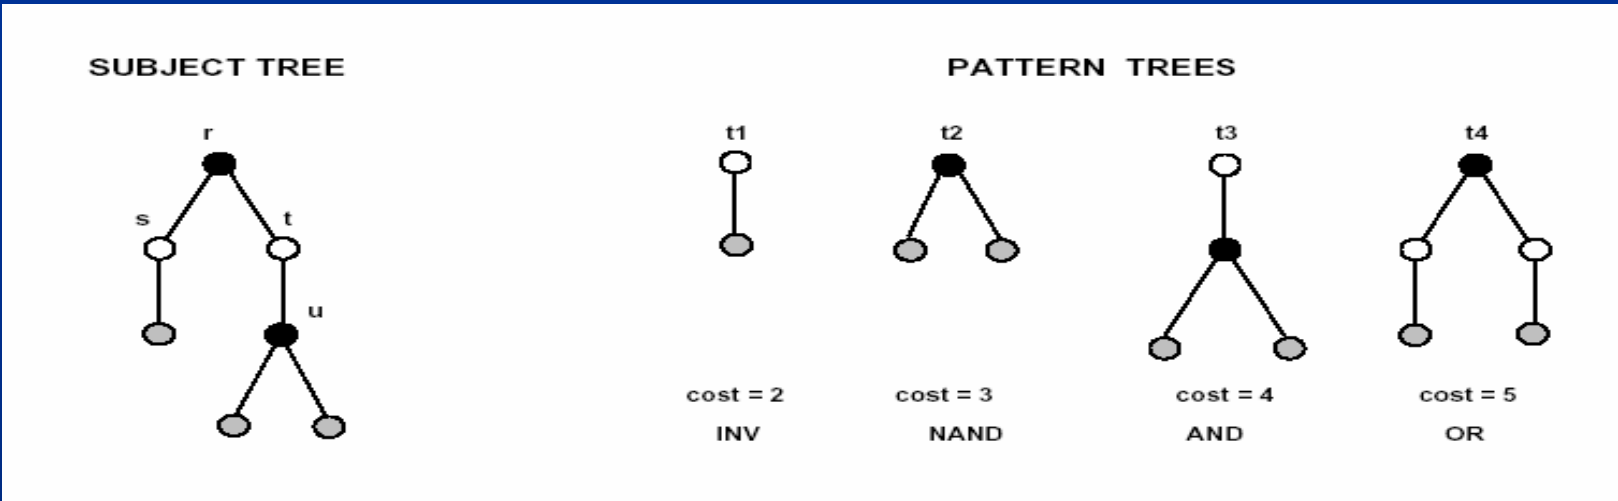 SUBJECT TREE
PATTERN TREES
r
s
t
u
t1
t2
t3
t4
cost = 2
cost = 3
cost = 4
cost = 5
INV
NAND
AND
OR